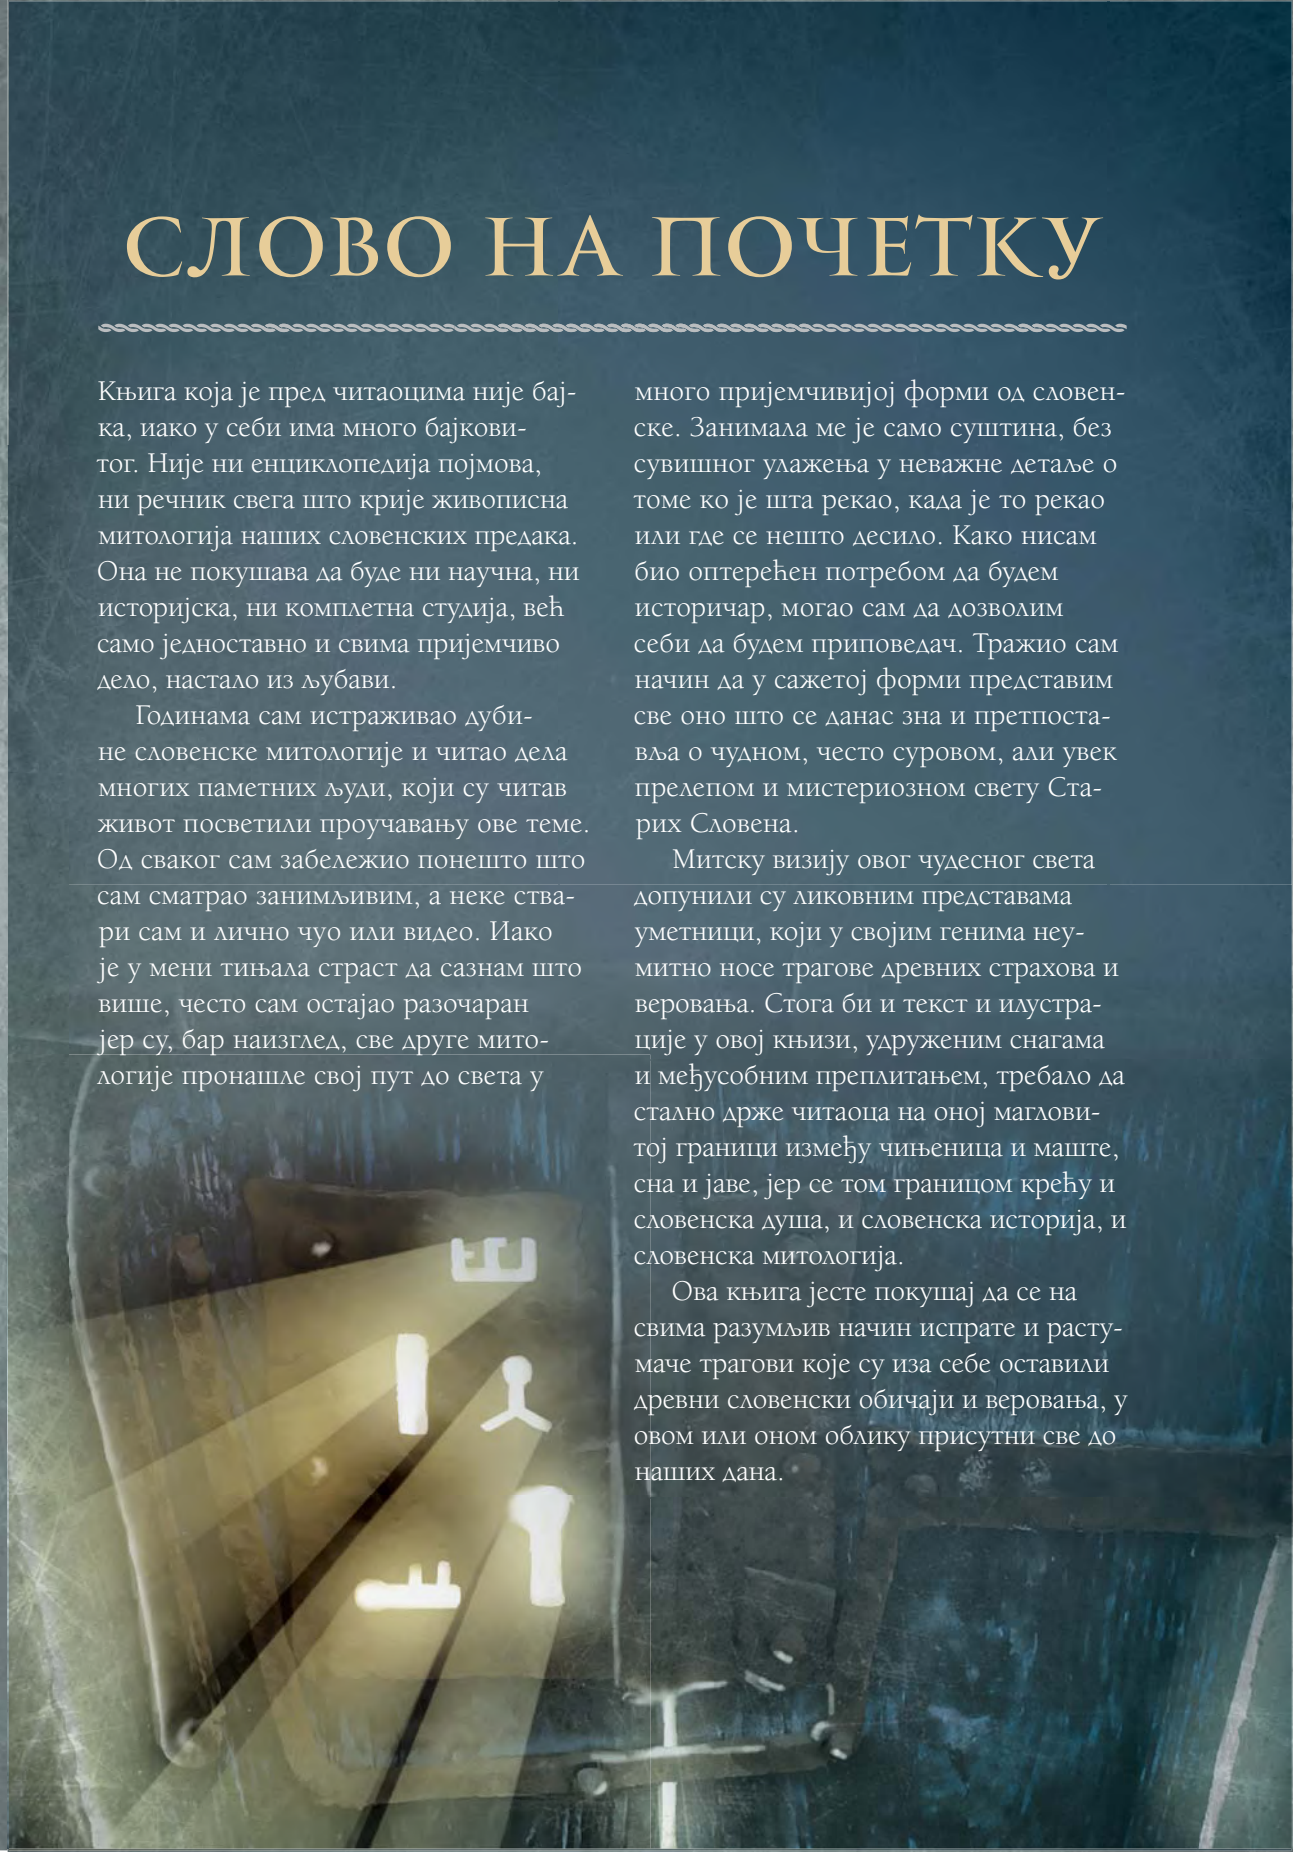 СЛОВО НА ПОЧЕТКУ
Књига која је пред читаоцима није бај-
ка, иако у себи има много бајкови-
тог. Није ни енциклопедија појмова,
ни речник свега што крије живописна
митологија наших словенских предака.
Она не покушава да буде ни научна, ни
историјска, ни комплетна студија, већ
само једноставно и свима пријемчиво
дело, настало из љубави.
Годинама сам истраживао дуби-
не словенске митологије и читао дела
многих паметних људи, који су читав
живот посветили проучавању ове теме.
Од сваког сам забележио понешто што
сам сматрао занимљивим, а неке ства-
ри сам и лично чуо или видео. Иако
је у мени тињала страст да сазнам што
више, често сам остајао разочаран
јер су, бар наизглед, све друге мито-
логије пронашле свој пут до света у
много пријемчивијој форми од словен-
ске. Занимала ме је само суштина, без
сувишног улажења у неважне детаље о
томе ко је шта рекао, када је то рекао
или где се нешто десило. Како нисам
био оптерећен потребом да будем
историчар, могао сам да дозволим
себи да будем приповедач. Тражио сам
начин да у сажетој форми представим
све оно што се данас зна и претпоста-
вља о чудном, често суровом, али увек
прелепом и мистериозном свету Ста-
рих Словена.
Митску визију овог чудесног света
допунили су ликовним представама
уметници, који у својим генима неу-
митно носе трагове древних страхова и
веровања. Стога би и текст и илустра-
ције у овој књизи, удруженим снагама
и међусобним преплитањем, требало да
стално држе читаоца на оној магловитој
тој граници између чињеница и маште,
сна и јаве, јер се том границом крећу и
словенска душа, и словенска историја, и
словенска митологија.
Ова књига јесте покушај да се на
свима разумљив начин испрате и расту-
маче трагови које су иза себе оставили
древни словенски обичаји и веровања, у
овом или оном облику присутни све до
наших дана.